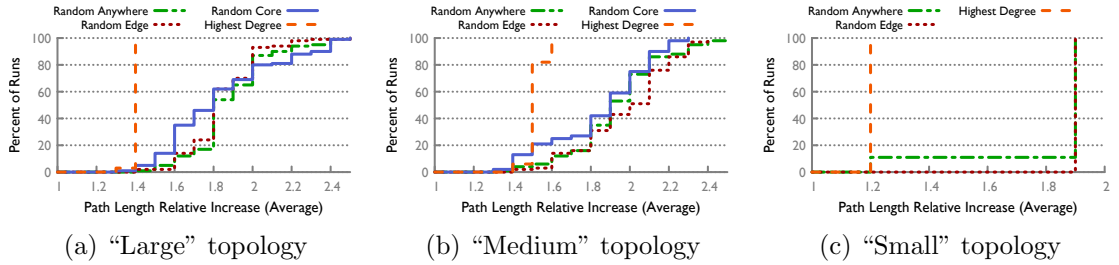 Random Anywhere
Random Core
Random Edge
Highest Degree
Percent of Runs
100
80
60
40
20
0
1 1.2 1.4 1.6 1.8 2 2.2 2.4
Path Length Relative Increase (Average)
(a) “Large” topology
Random Anywhere
Random Core
Random Edge
Highest Degree
Percent of Runs
100
80
60
40
20
0
1 1.2 1.4 1.6 1.8 2 2.2 2.4
Path Length Relative Increase (Average)
(b) “Medium” topology
Random Anywhere
Highest Degree
Random Edge
Percent of Runs
100
80
60
40
20
0
1 1.2 1.4 1.6 1.8 2
Path Length Relative Increase (Average)
(c) “Small” topology